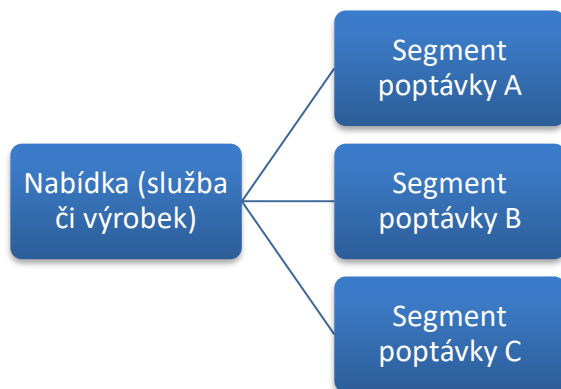 Segment
poptávky A
Nabídka (služba
či výrobek)
Segment
poptávky B
Segment
poptávky C